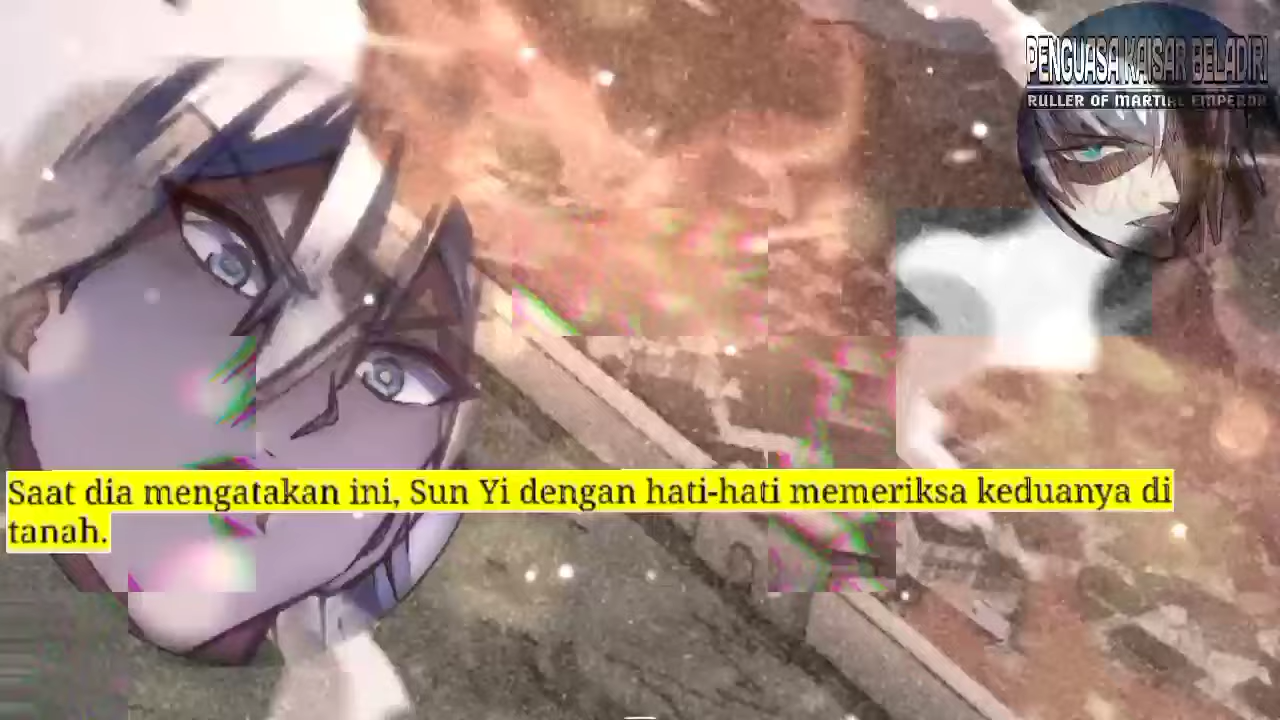 PENGUASA KAISAR BELADIRI
RULLER OF MARTIAL EMPEROR
Saat dia mengatakan ini, Sun Yi dengan hati-hati memeriksa keduanya di
tanah.